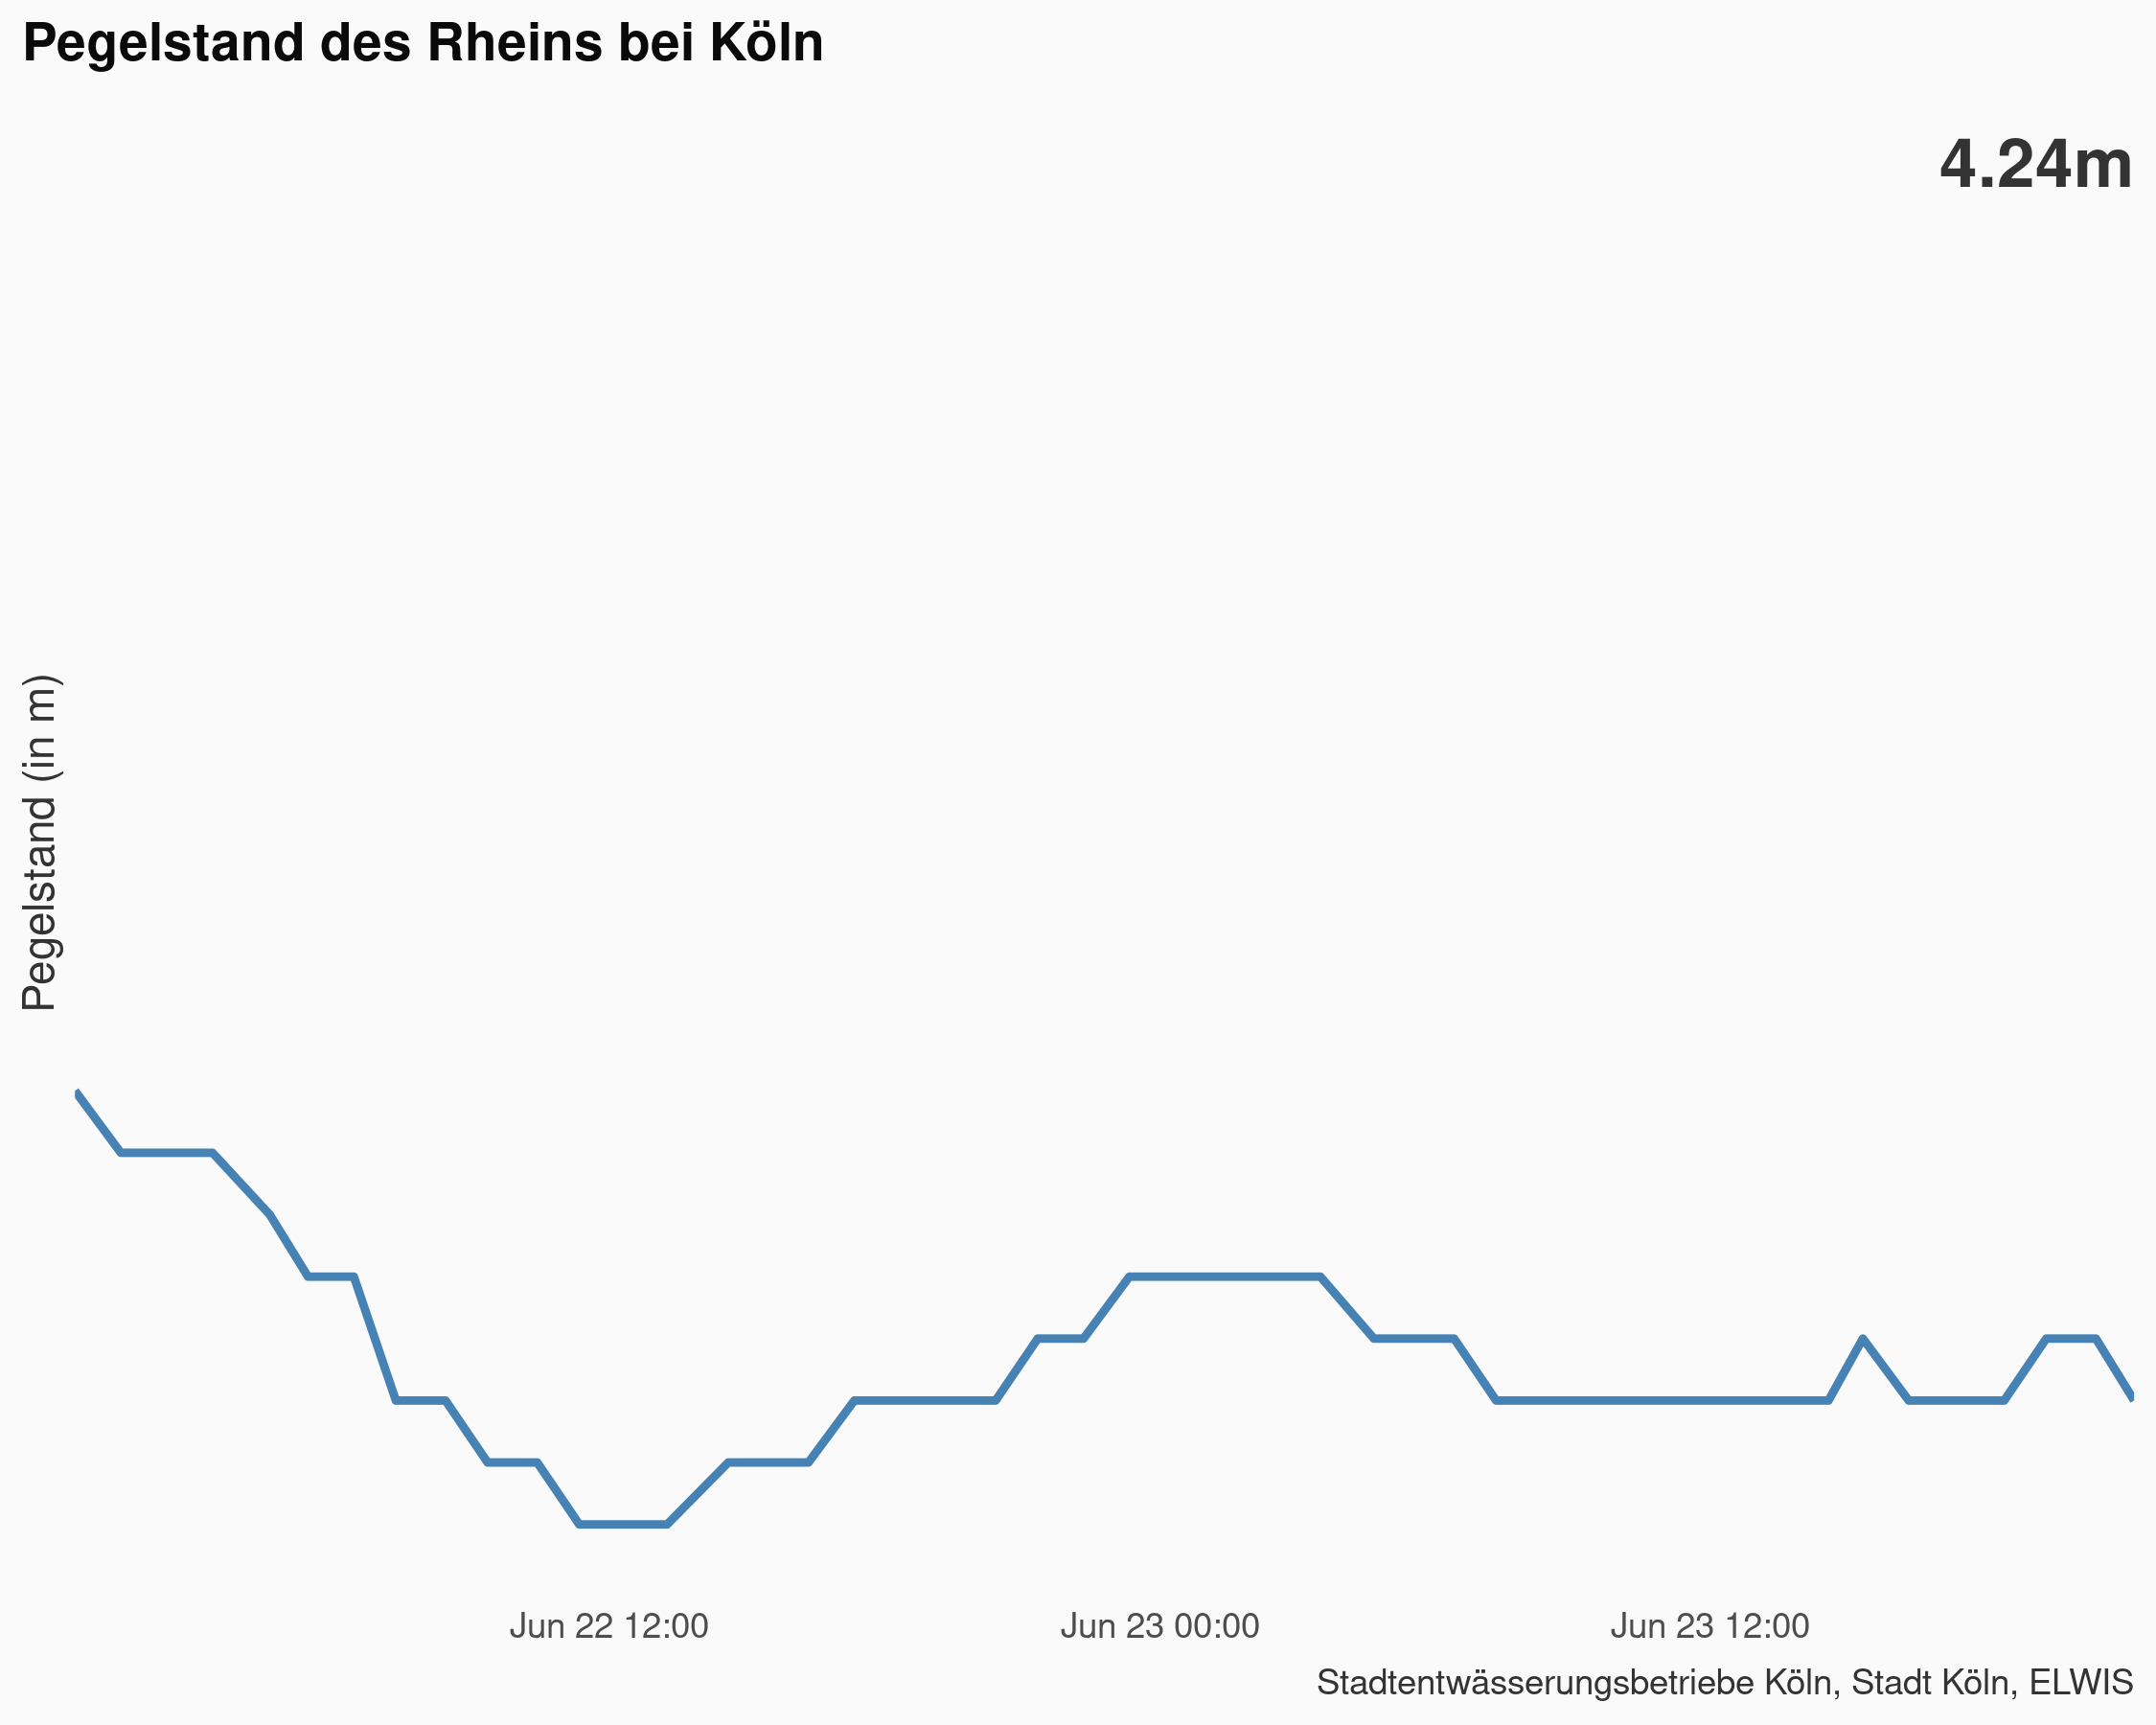 Pegelstand des Rheins bei Köln
4.24m
Pegelstand (in m)
Jun 22 12:00
Jun 23 00:00
Jun 23 12:00
Stadtentwässerungsbetriebe Köln, Stadt Köln, ELWIS